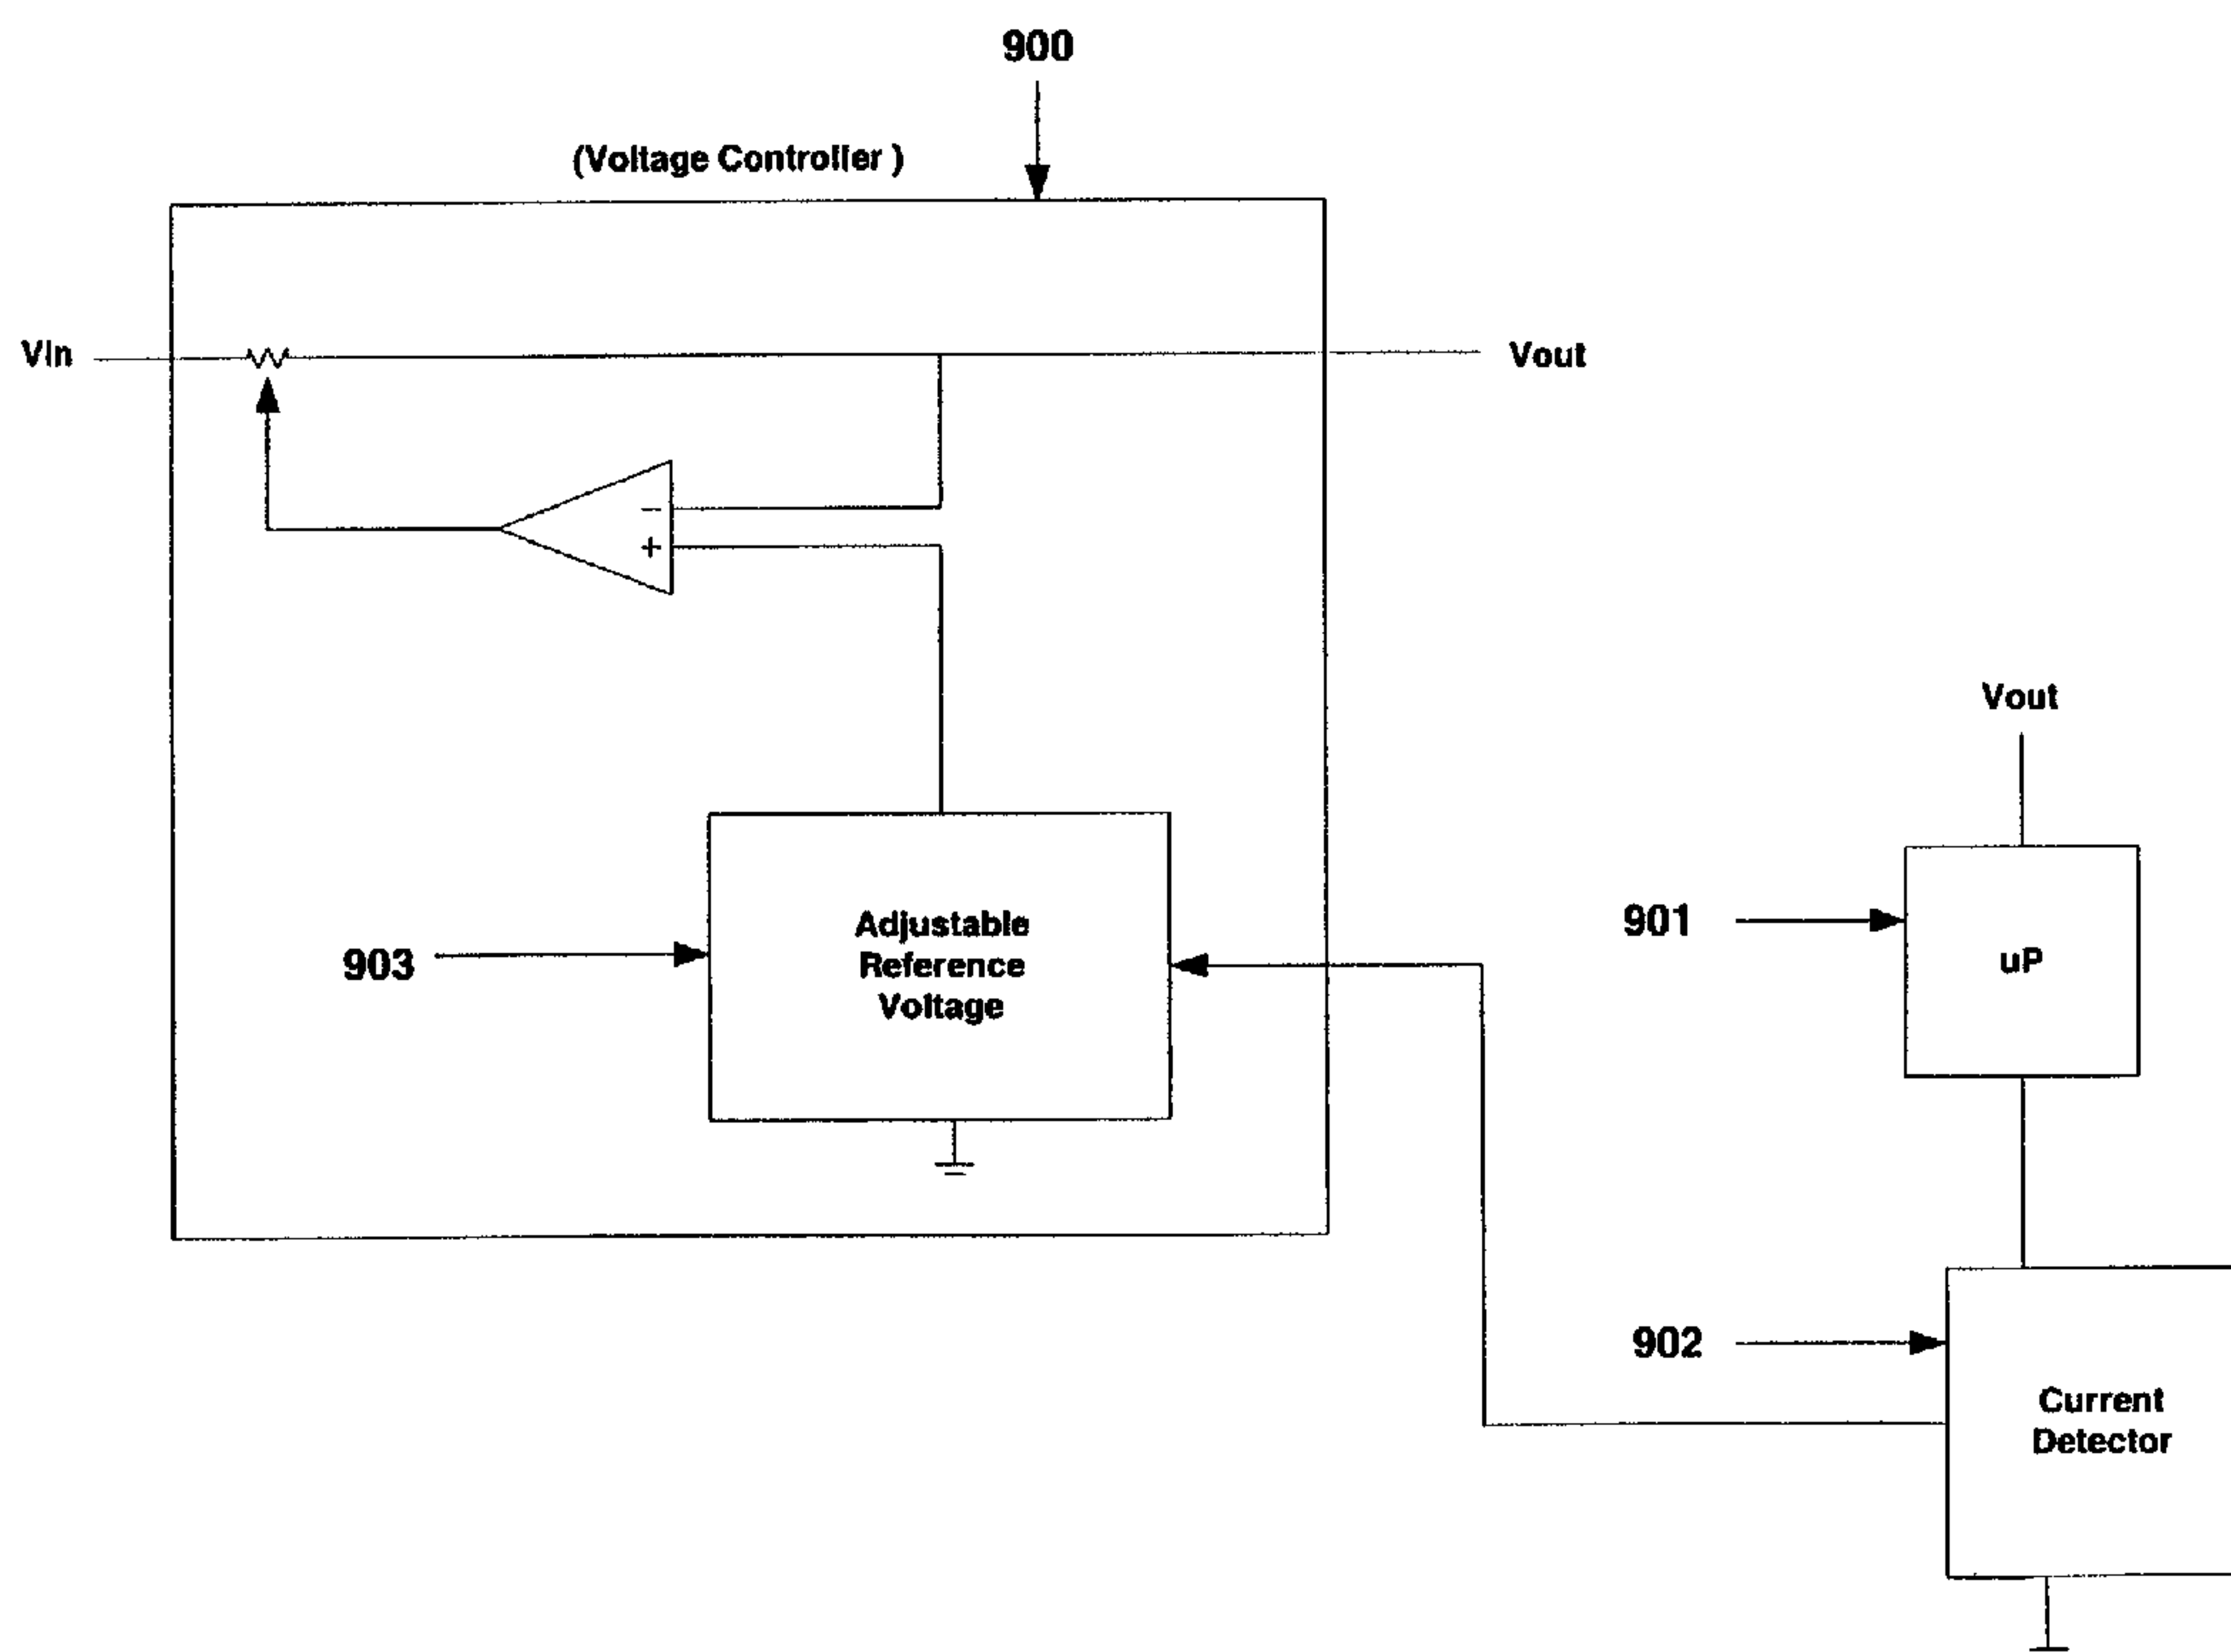 900
(Voltage Controller )
Vin
Vout
−
+
Vout
Adjustable
Reference
Voltage
903
901
uP
902
Current
Detector